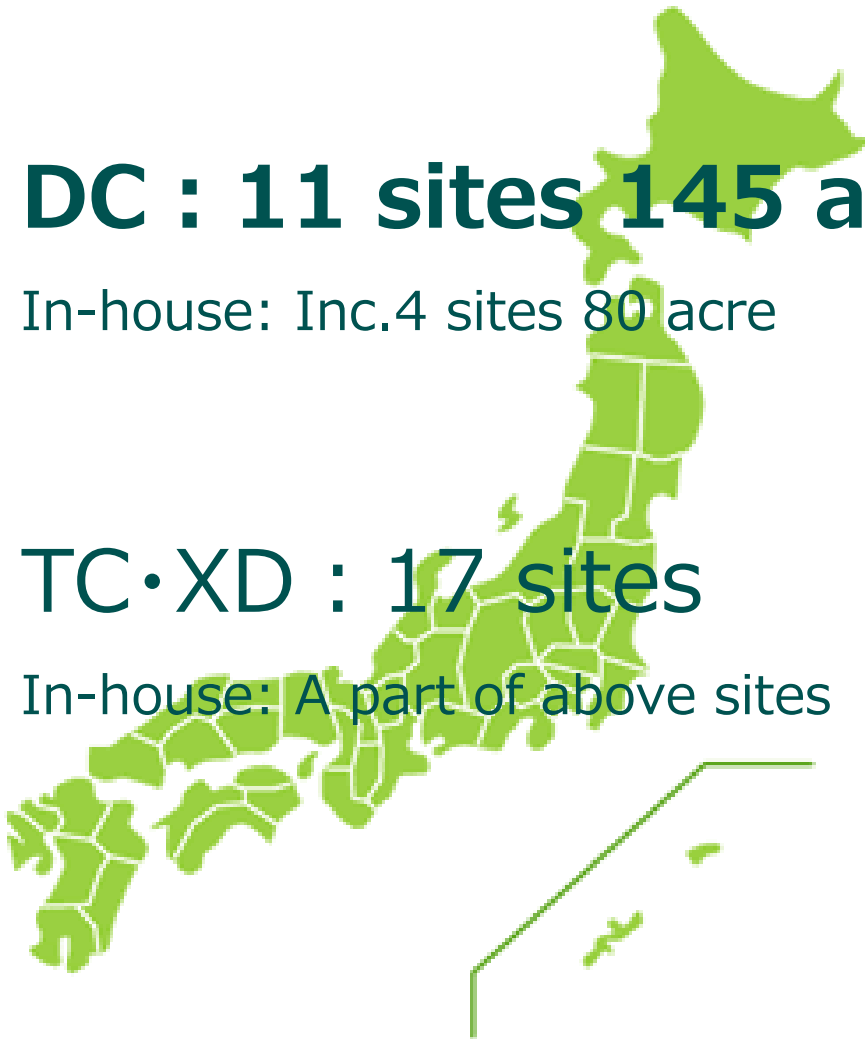 DC : 11 sites 145 a
In-house: Inc.4 sites 80 acre
TC・XD : 17 sites
In-house: A part of above sites